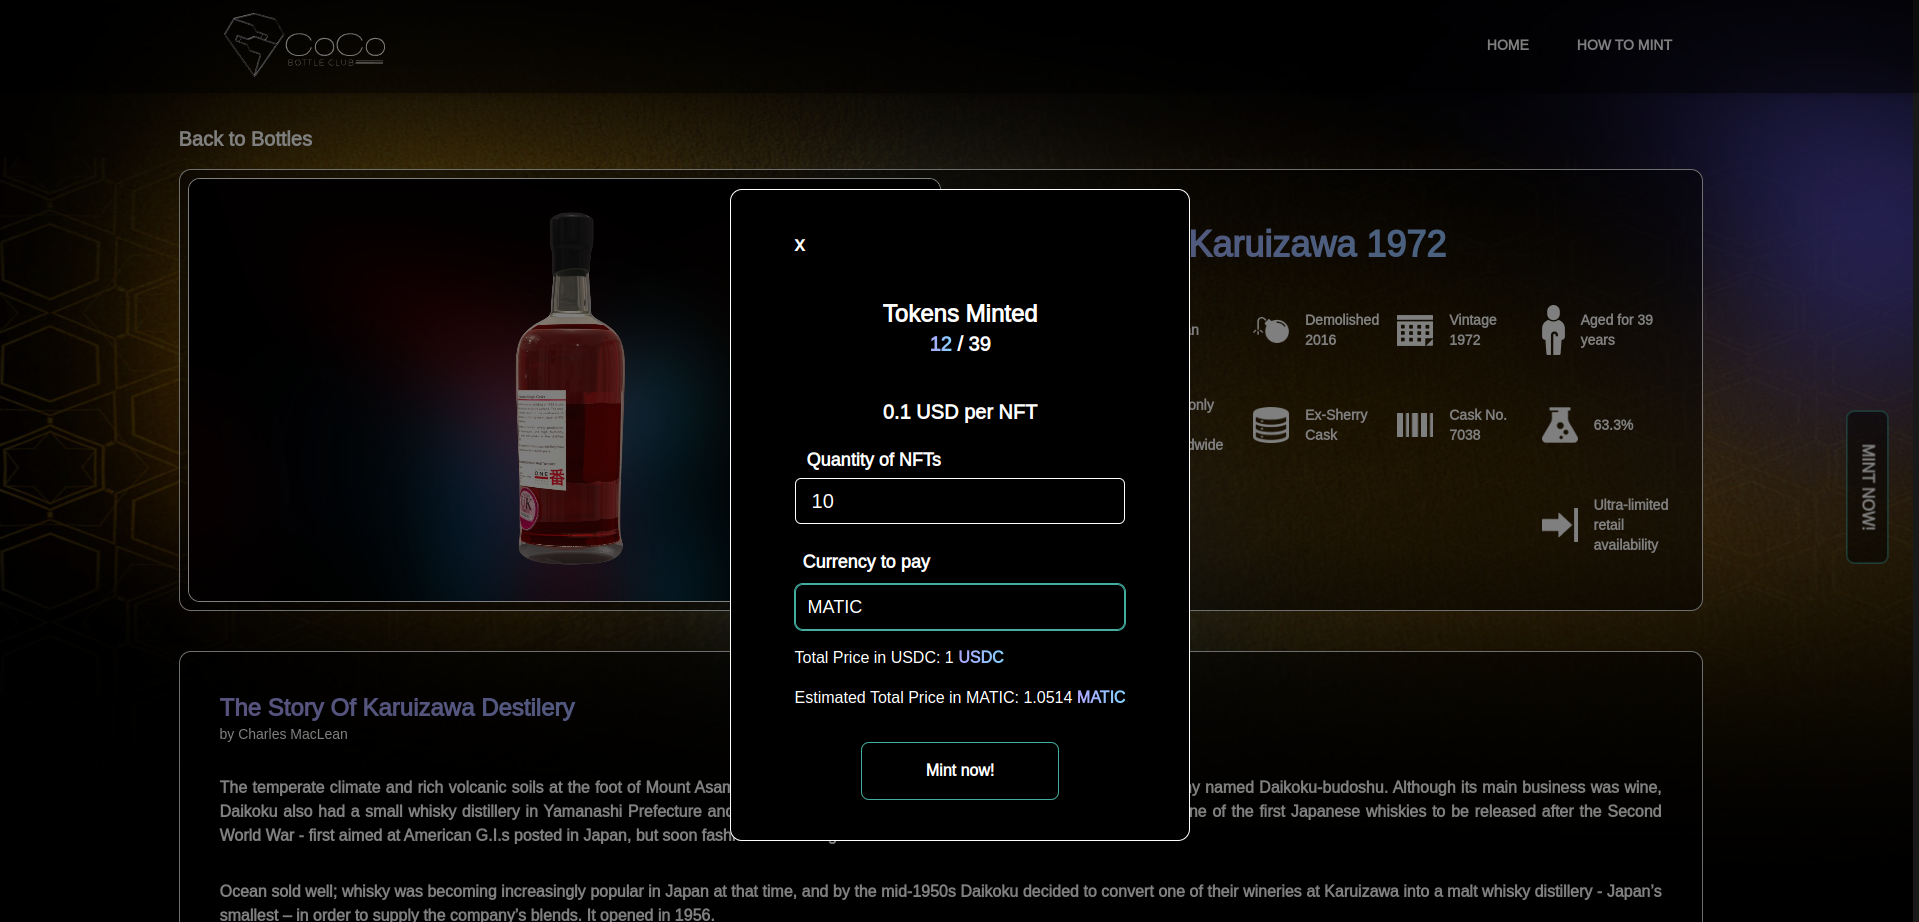 CoCo
BOTTLE CLUB
HOME
HOW TO MINT
Back to Bottles
Karuizawa 1972
Demolished
2016
Vintage
1972
Aged for 39
years
only
Ex-Sherry
Cask
Cask No.
7038
63.3%
Ultra-limited
retail
availability
MINT NOW!
ONE
一番
x
Tokens Minted
12 / 39
0.1 USD per NFT
Quantity of NFTs
10
Currency to pay
MATIC
Total Price in USDC: 1 USDC
Estimated Total Price in MATIC: 1.0514 MATIC
Mint now!
The Story Of Karuizawa Destilery
by Charles MacLean
The temperate climate and rich volcanic soils at the foot of Mount named Daikoku-budoshu. Although its main business was wine,
Daikoku also had a small whisky distillery in Yamanashi Prefecture of the first Japanese whiskies to be released after the Second
World War - first aimed at American G.I.s posted in Japan, but soon
Ocean sold well; whisky was becoming increasingly popular in Japan at that time, and by the mid-1950s Daikoku decided to convert one of their wineries at Karuizawa into a malt whisky distillery - Japan’s
smallest – in order to supply the company’s blends. It opened in 1956.